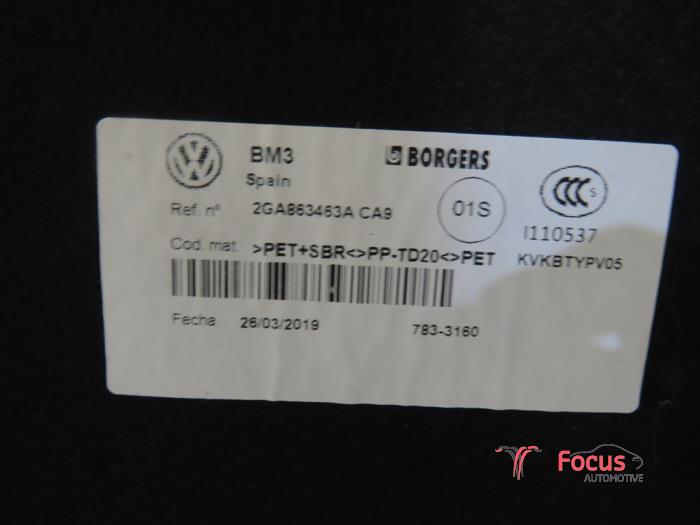 BM3 BORGERS
Spain
Ref. nº 2GA863463A CA9 01S CCC S
I110537
Cod. mat. >PET+SBR<>PP-TD20<>PET KVKBTYPV05
Fecha 26/03/2019 783-3160
Focus
AUTOMOTIVE